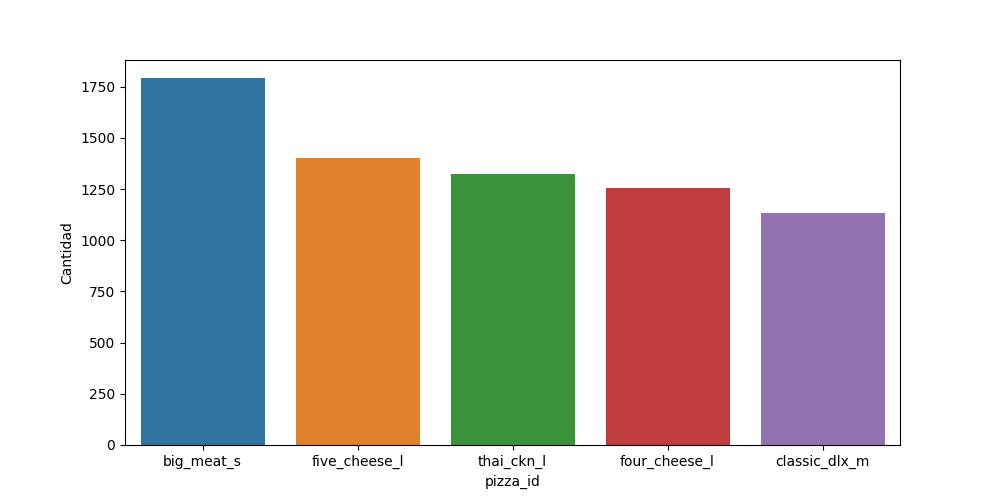 1750
1500
1250
1000
750
500
250
0
Cantidad
big_meat_s five_cheese_l thai_ckn_l four_cheese_l classic_dlx_m
pizza_id